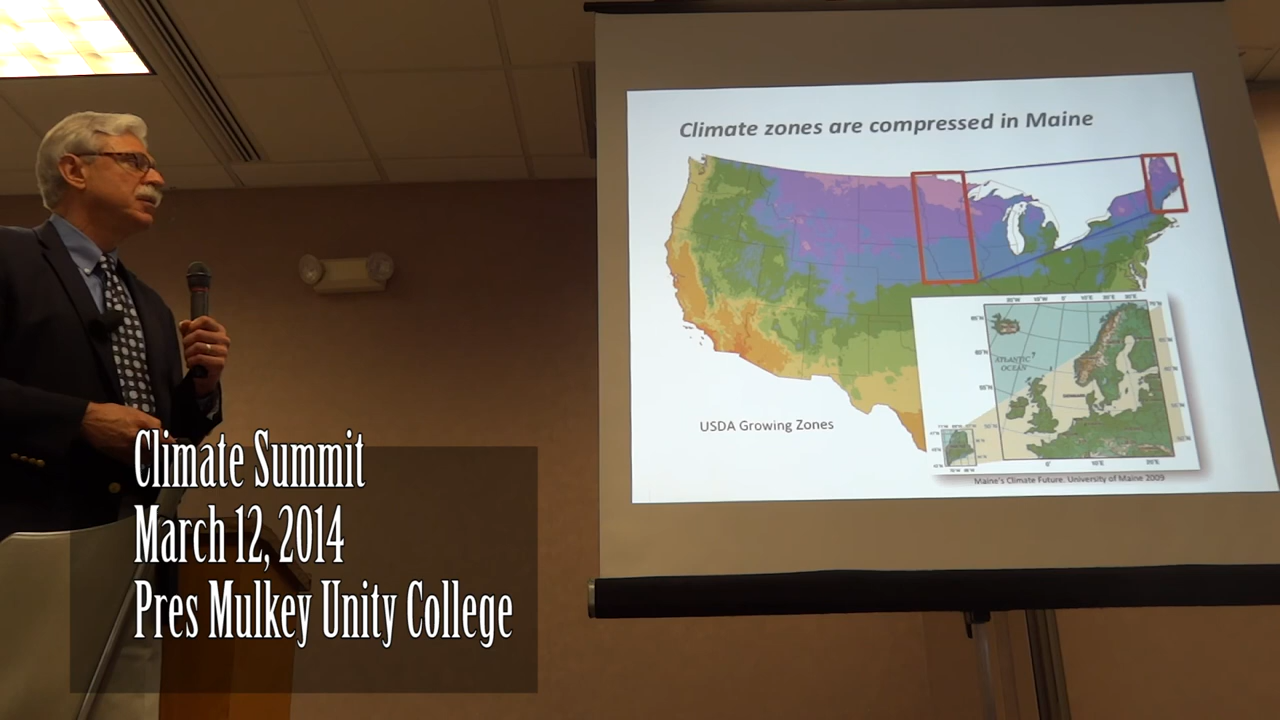 Climate zones are compressed in Maine
ATLANTIC
OCEAN
USDA Growing Zones
Maine's Climate Future. University of Maine 2009
Climate Summit
March 12, 2014
Pres Mulkey Unity College